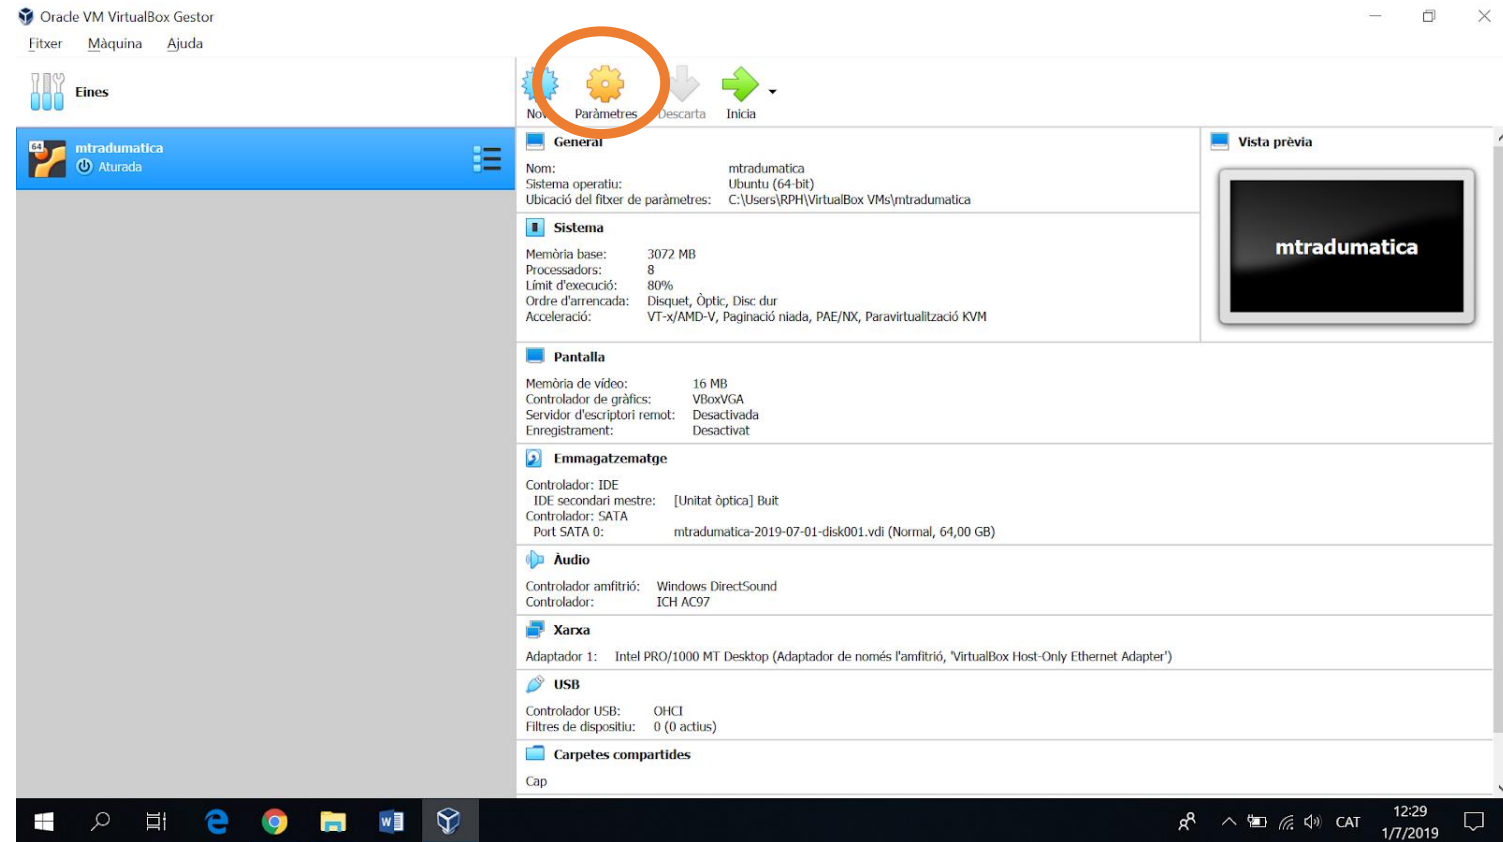 Oracle VM VirtualBox Gestor
Fitxer Màquina Ajuda
Eines
Nova Paràmetres Descarta Inicia
64
mtradumatica
Aturada
General
Nom: mtradumatica
Sistema operatiu: Ubuntu (64-bit)
Ubicació del fitxer de paràmetres: C:\Users\RPH\VirtualBox VMs\mtradumatica
Vista prèvia
mtradumatica
Sistema
Memòria base: 3072 MB
Processadors: 8
Límit d'execució: 80%
Ordre d'arrencada: Disquet, Òptic, Disc dur
Acceleració: VT-x/AMD-V, Paginació niada, PAE/NX, Paravirtualització KVM
Pantalla
Memòria de vídeo: 16 MB
Controlador de gràfics: VBoxVGA
Servidor d'escriptori remot: Desactivada
Enregistrament: Desactivat
Emmagatzematge
Controlador: IDE
IDE secondari mestre: [Unitat òptica] Buit
Controlador: SATA
Port SATA 0: mtradumatica-2019-07-01-disk001.vdi (Normal, 64,00 GB)
Àudio
Controlador amfitrió: Windows DirectSound
Controlador: ICH AC97
Xarxa
Adaptador 1: Intel PRO/1000 MT Desktop (Adaptador de només l'amfitrió, 'VirtualBox Host-Only Ethernet Adapter')
USB
Controlador USB: OHCI
Filtres de dispositiu: 0 (0 actius)
Carpetes compartides
Cap
CAT
12:29
1/7/2019